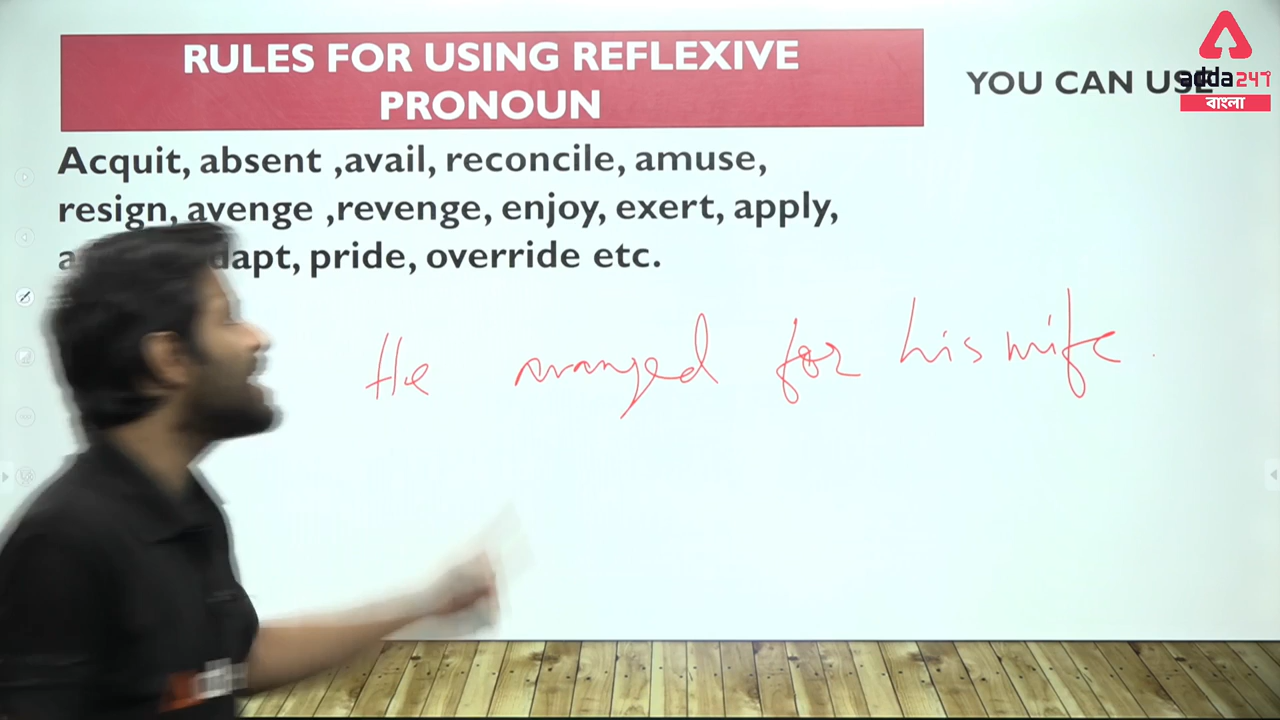 RULES FOR USING REFLEXIVE
PRONOUN
YOU CAN USE
adda247
বাংলা
Acquit, absent ,avail, reconcile, amuse,
resign, avenge ,revenge, enjoy, exert, apply,
dapt, pride, override etc.
He for his wife.